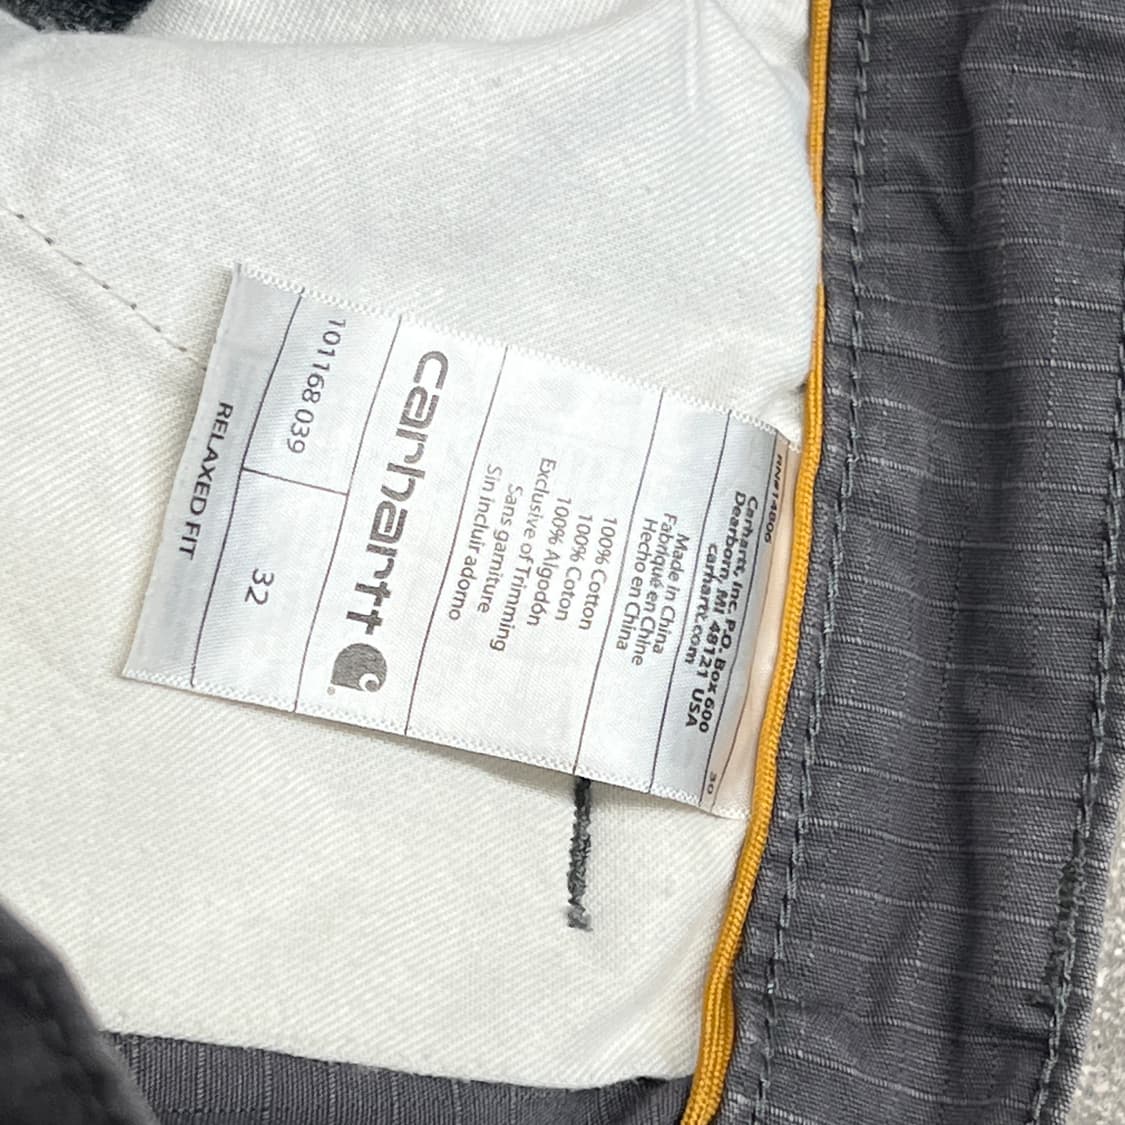 RN#14806
30
Carhartt, Inc. P.O. Box 600
Dearborn, MI 48121 USA
carhartt.com
Made in China
Fabriqué en Chine
Hecho en China
100% Cotton
100% Coton
100% Algodón
Exclusive of Trimming
Sans garniture
Sin incluir adorno
carhartt
101168 039
32
RELAXED FIT